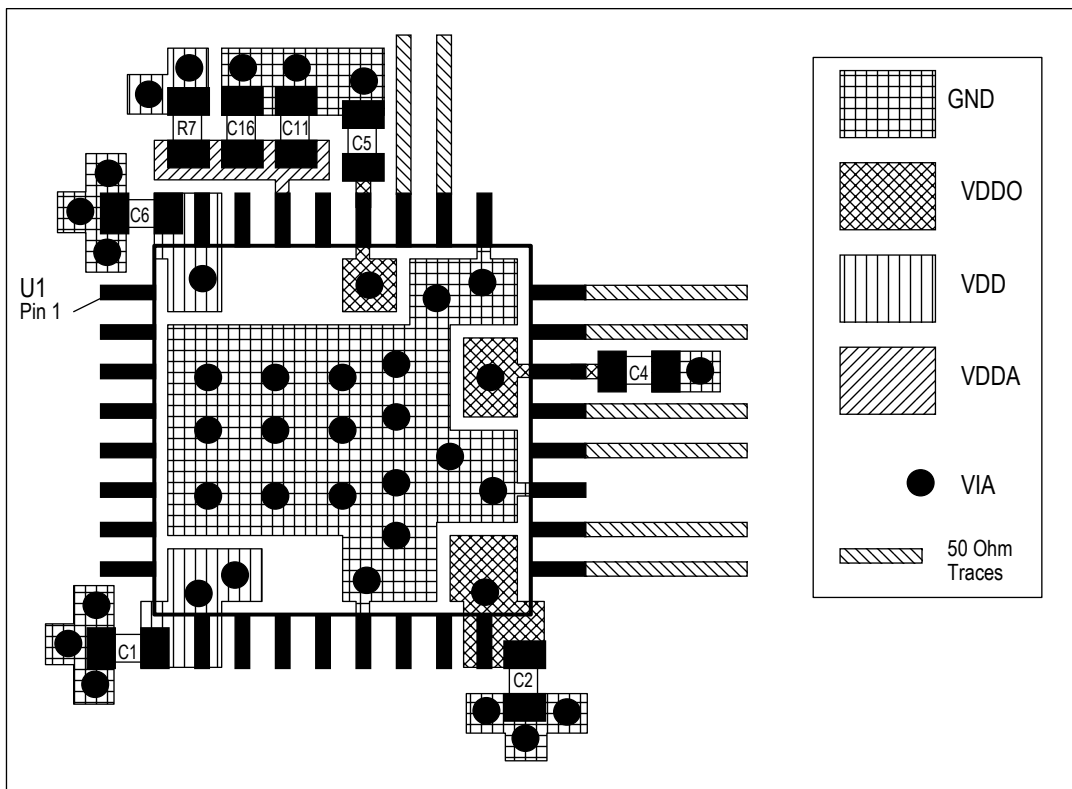 R7
C16
C11
C5
C6
U1
Pin 1
C4
C1
C2
GND
VDDO
VDD
VDDA
VIA
50 Ohm
Traces